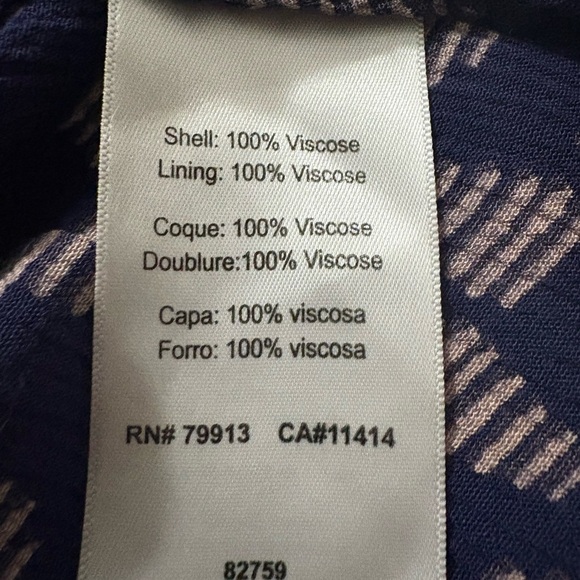 Shell: 100% Viscose
Lining: 100% Viscose
Coque: 100% Viscose
Doublure:100% Viscose
Capa: 100% viscosa
Forro: 100% viscosa
RN# 79913 CA#11414
82759